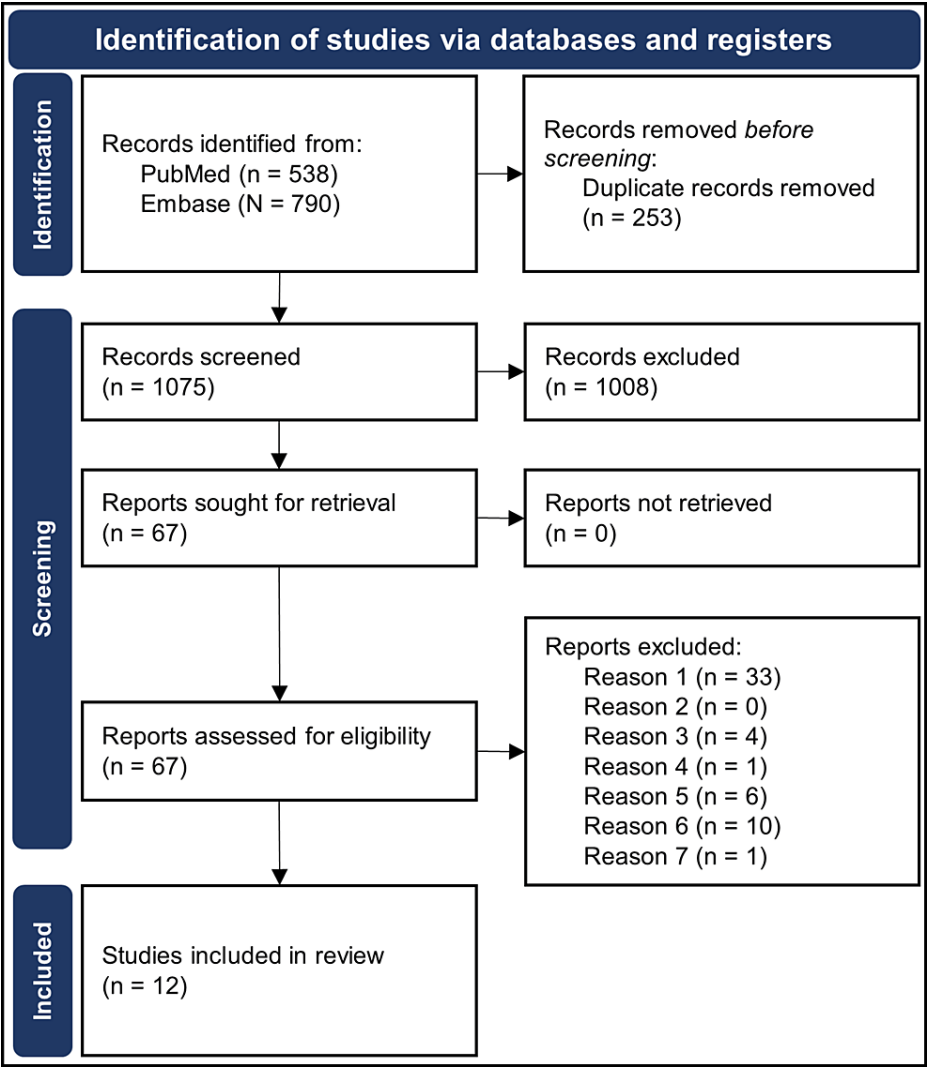 Identification of studies via databases and registers
Identification
Records identified from:
PubMed (n = 538)
Embase (N = 790)
Records removed before
screening:
Duplicate records removed
(n = 253)
Screening
Records screened
(n = 1075)
Records excluded
(n = 1008)
Reports sought for retrieval
(n = 67)
Reports not retrieved
(n = 0)
Reports assessed for eligibility
(n = 67)
Reports excluded:
Reason 1 (n = 33)
Reason 2 (n = 0)
Reason 3 (n = 4)
Reason 4 (n = 1)
Reason 5 (n = 6)
Reason 6 (n = 10)
Reason 7 (n = 1)
Included
Studies included in review
(n = 12)